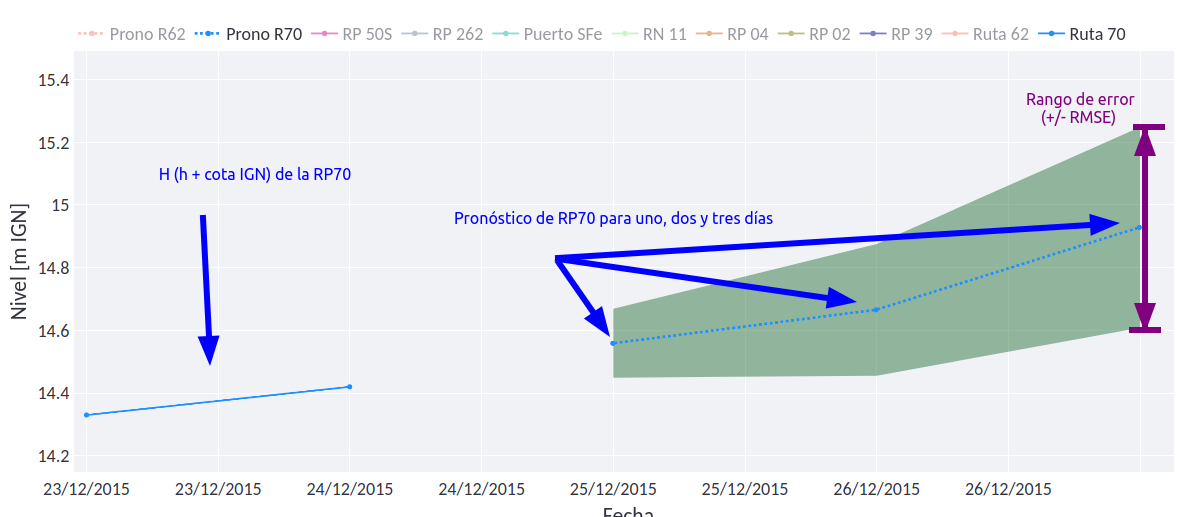 Prono R62 Prono R70 RP 50S RP 262 Puerto SFe RN 11 RP 04 RP 02 RP 39 Ruta 62 Ruta 70
15.4
Rango de error
(+/- RMSE)
15.2
H (h + cota IGN) de la RP70
15
Pronóstico de RP70 para uno, dos y tres días
Nivel [m IGN]
14.8
14.6
14.4
14.2
23/12/2015 23/12/2015 24/12/2015 24/12/2015 25/12/2015 25/12/2015 26/12/2015 26/12/2015
Fecha